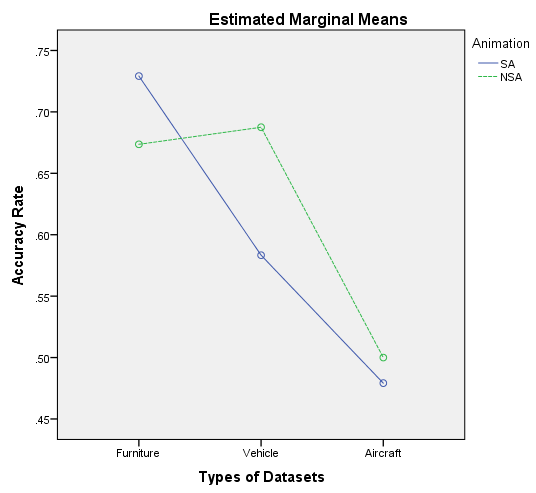 Estimated Marginal Means
Animation
SA
NSA
.75
.70
.65
.60
.55
.50
.45
Accuracy Rate
Furniture
Vehicle
Aircraft
Types of Datasets